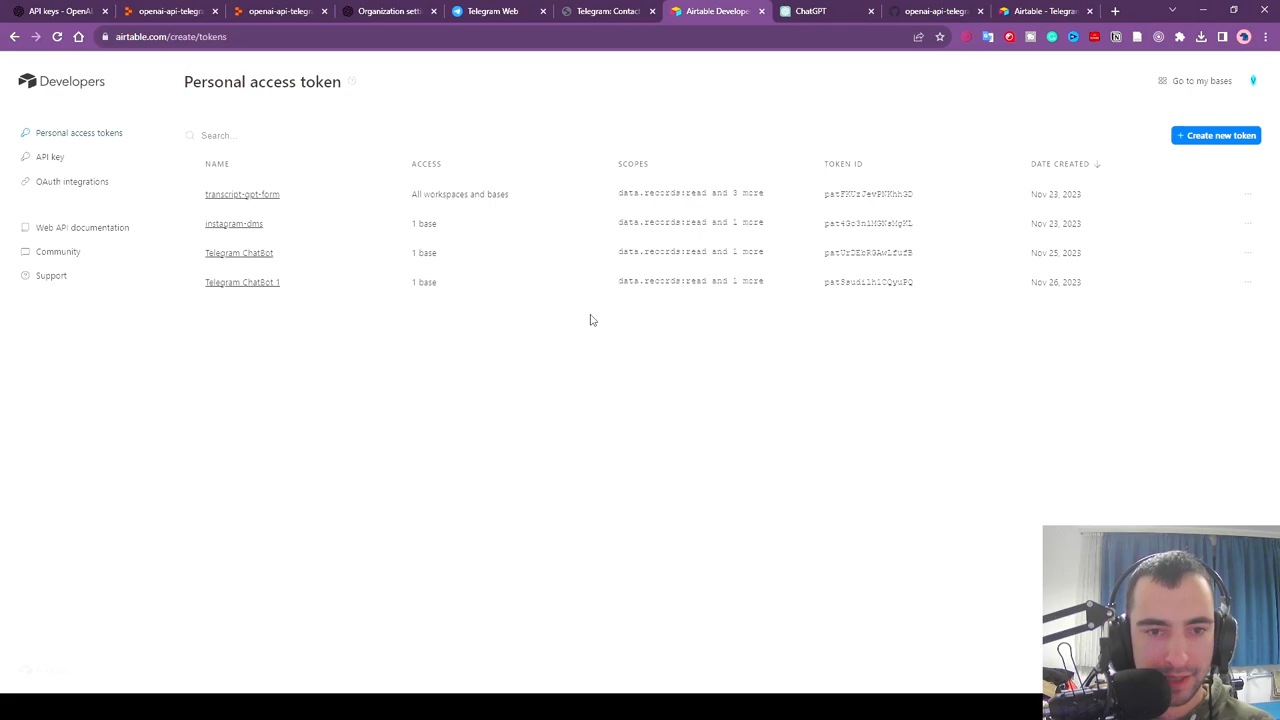 API keys - OpenAI
openai-api-telegra
openai-api-telegra
Organization setti
Telegram Web
Telegram: Contact
Airtable Develope
ChatGPT
openai-api-telegra
Airtable - Telegram
airtable.com/create/tokens
Developers
Personal access token
Go to my bases
Personal access tokens
API key
OAuth integrations
Web API documentation
Community
Support
Search...
+ Create new token
NAME ACCESS SCOPES TOKEN ID DATE CREATED
transcript-gpt-form All workspaces and bases data.records:read and 3 more Nov 23, 2023
instagram-dms 1 base data.records:read and 1 more Nov 23, 2023
Telegram ChatBot 1 base data.records:read and 1 more Nov 25, 2023
Telegram ChatBot 1 1 base data.records:read and 1 more Nov 26, 2023